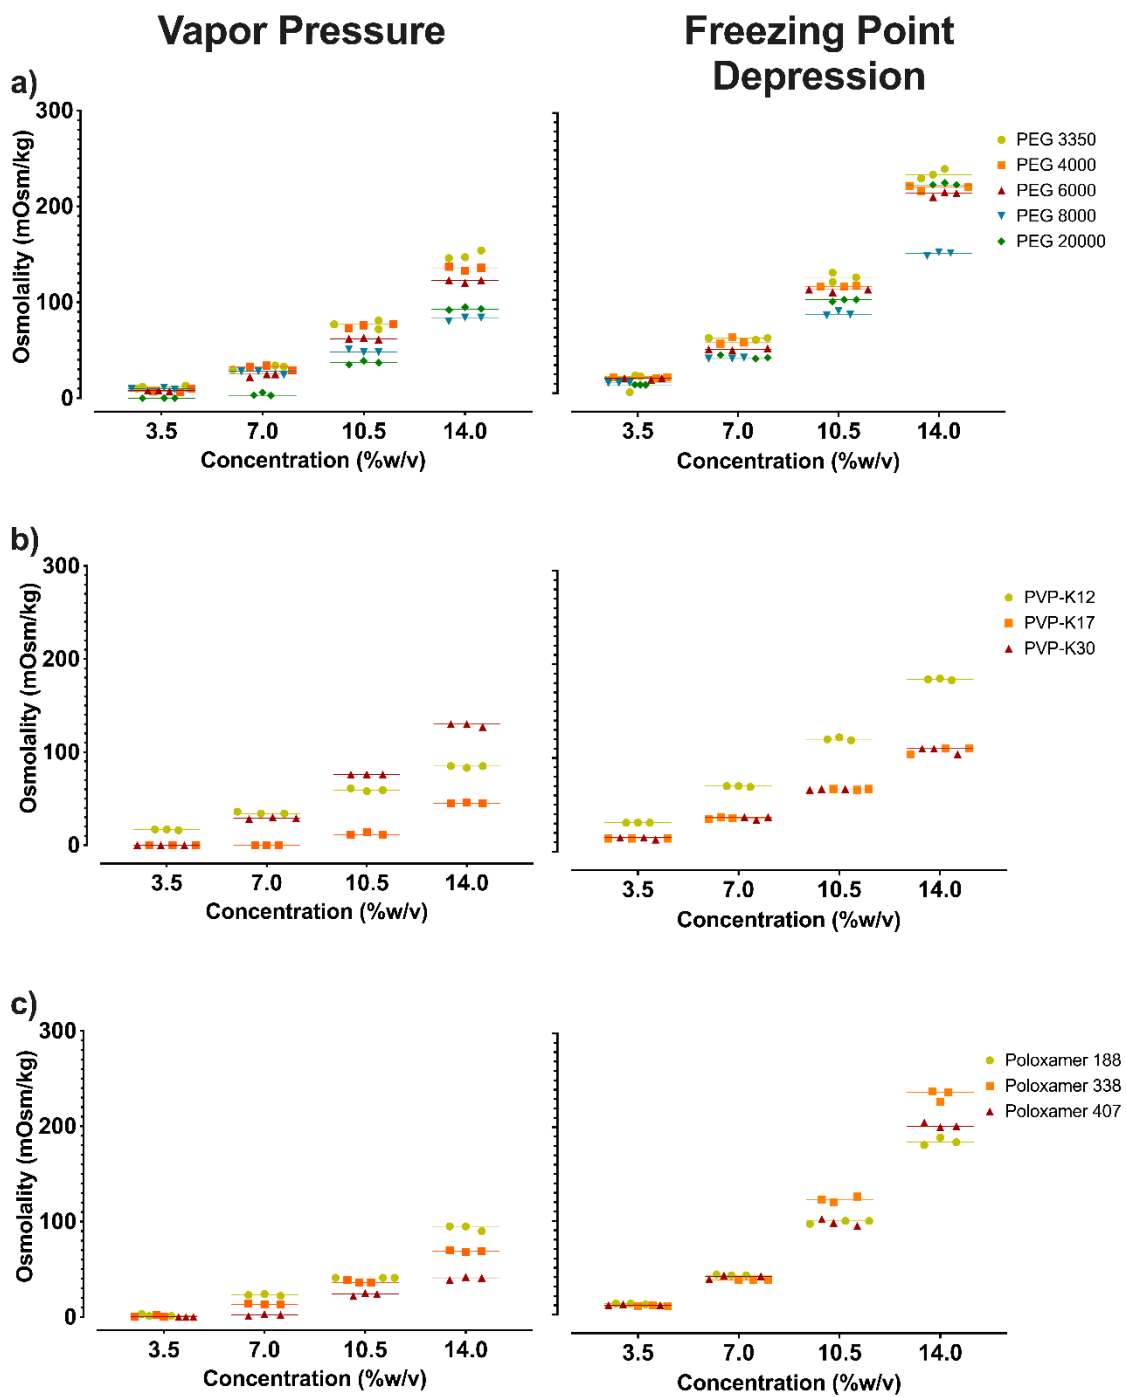 Vapor Pressure
Freezing Point
Depression
a)
300
200
100
0
Osmolality (mOsm/kg)
3.5 7.0 10.5 14.0
Concentration (%w/v)
3.5 7.0 10.5 14.0
Concentration (%w/v)
PEG 3350
PEG 4000
PEG 6000
PEG 8000
PEG 20000
b)
300
200
100
0
Osmolality (mOsm/kg)
3.5 7.0 10.5 14.0
Concentration (%w/v)
3.5 7.0 10.5 14.0
Concentration (%w/v)
PVP-K12
PVP-K17
PVP-K30
c)
300
200
100
0
Osmolality (mOsm/kg)
3.5 7.0 10.5 14.0
Concentration (%w/v)
3.5 7.0 10.5 14.0
Concentration (%w/v)
Poloxamer 188
Poloxamer 338
Poloxamer 407